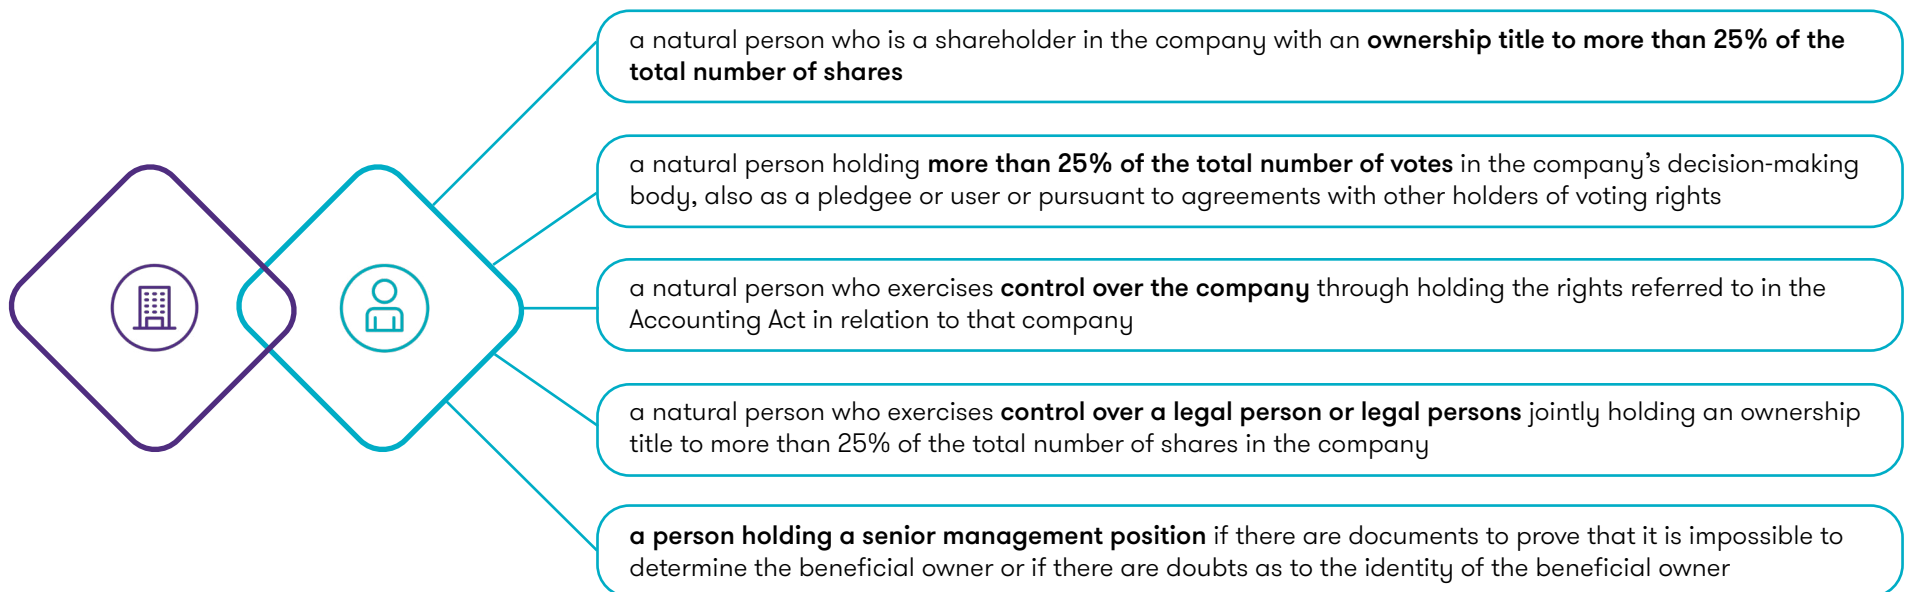 a natural person who is a shareholder in the company with an ownership title to more than 25% of the
total number of shares
a natural person holding more than 25% of the total number of votes in the company's decision-making
body, also as a pledgee or user or pursuant to agreements with other holders of voting rights
a natural person who exercises control over the company through holding the rights referred to in the
Accounting Act in relation to that company
a natural person who exercises control over a legal person or legal persons jointly holding an ownership
title to more than 25% of the total number of shares in the company
a person holding a senior management position if there are documents to prove that it is impossible to
determine the beneficial owner or if there are doubts as to the identity of the beneficial owner